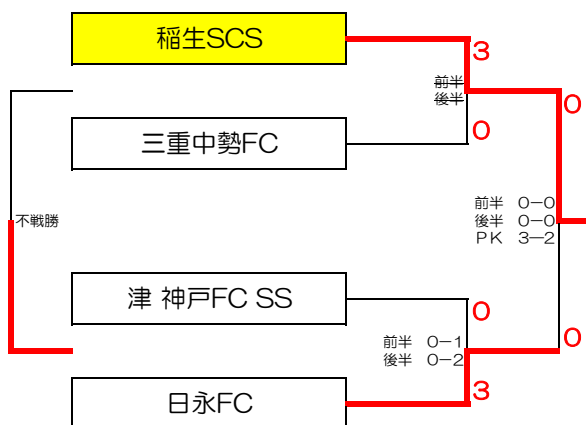 稲生SCS
3
前半
後半
0
三重中勢FC
0
不戦勝
前半 0-0
後半 0-0
PK 3-2
津 神戸FC SS
0
前半 0-1
後半 0-2
0
日永FC
3